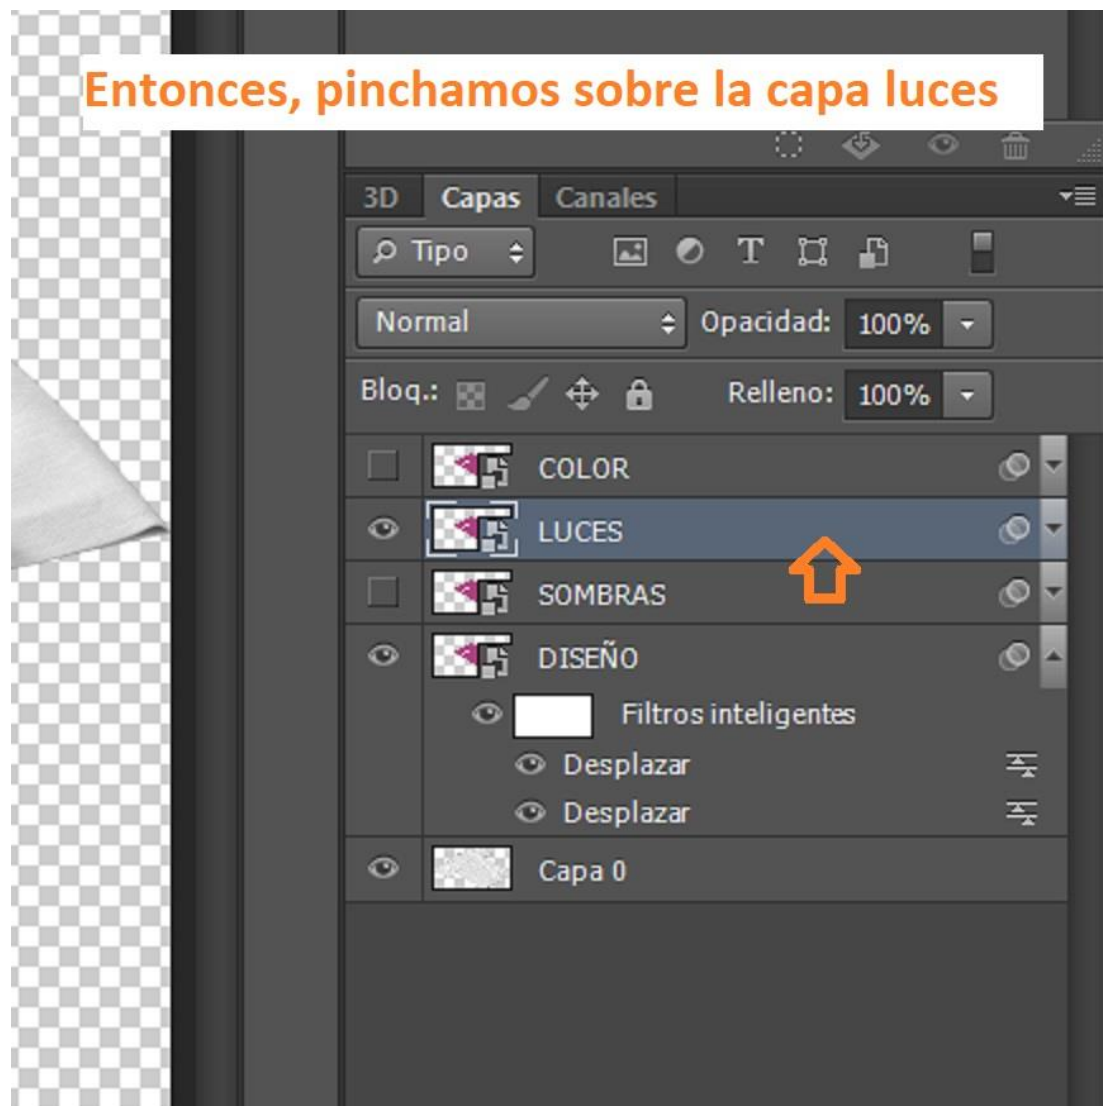 Entonces, pinchamos sobre la capa luces
3D Capas Canales
Tipo T
Normal Opacidad: 100%
Bloq.: Relleno: 100%
COLOR
LUCES
SOMBRAS
DISEÑO
Filtros inteligentes
Desplazar
Desplazar
Capa 0